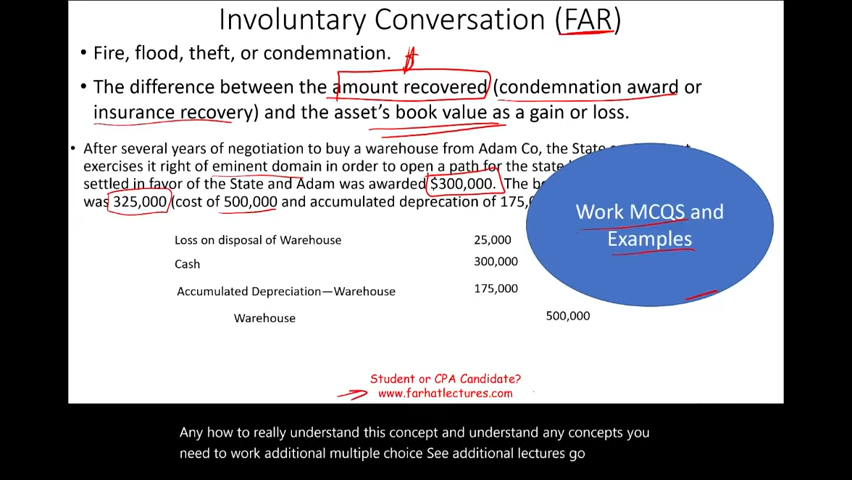 Involuntary Conversation (FAR)
• Fire, flood, theft, or condemnation.
• The difference between the amount recovered (condemnation award or
insurance recovery) and the asset's book value as a gain or loss.
• After several years of negotiation to buy a warehouse from Adam Co, the State
exercises it right of eminent domain in order to open a path for the state
settled in favor of the State and Adam was awarded $300,000. The
was 325,000 (cost of 500,000 and accumulated deprecation of 175,
Work MCQS and
Examples
Loss on disposal of Warehouse 25,000
Cash 300,000
Accumulated Depreciation—Warehouse 175,000
Warehouse 500,000
Student or CPA Candidate?
www.farhatlectures.com
Any how to really understand this concept and understand any concepts you
need to work additional multiple choice See additional lectures go